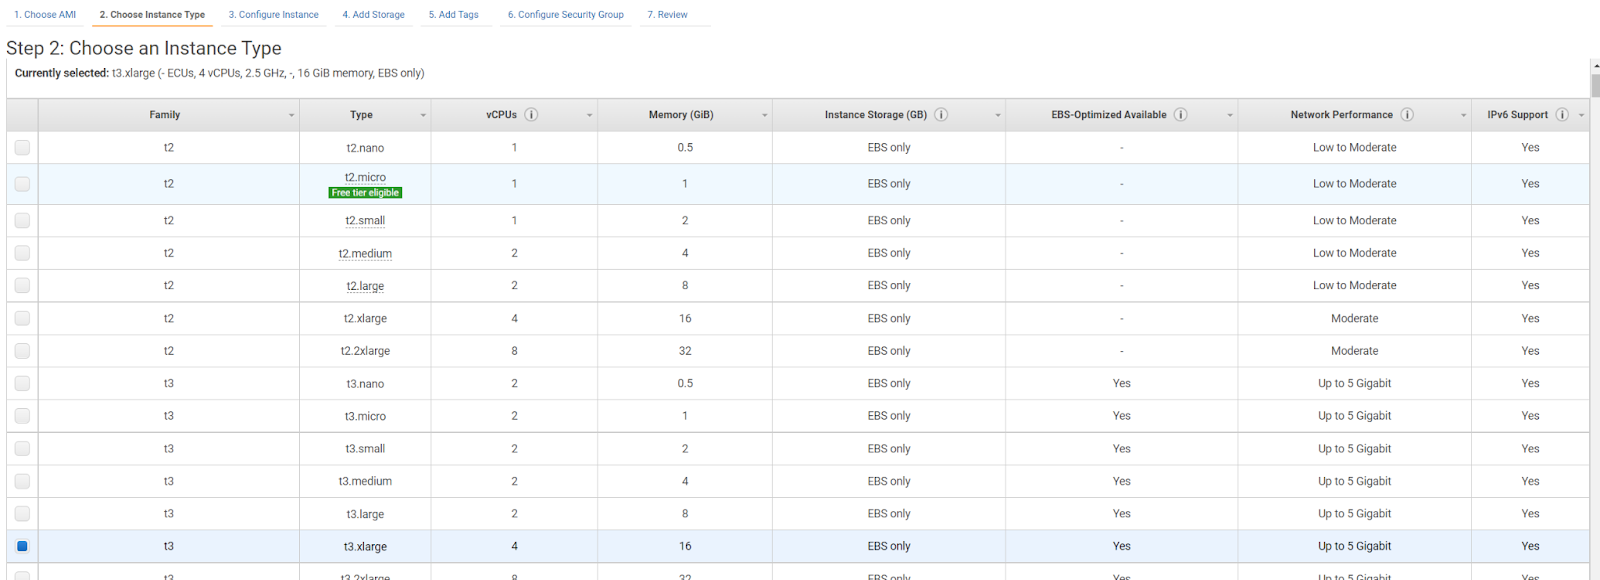 1. Choose AMI 2. Choose Instance Type 3. Configure Instance 4. Add Storage 5. Add Tags 6. Configure Security Group 7. Review
Step 2: Choose an Instance Type
Currently selected: t3.xlarge (- ECUs, 4 vCPUs, 2.5 GHz, -, 16 GiB memory, EBS only)
Family Type vCPUs i Memory (GiB) Instance Storage (GB) i EBS-Optimized Available i Network Performance i IPv6 Support i
t2 t2.nano 1 0.5 EBS only - Low to Moderate Yes
t2 t2.micro 1 1 EBS only - Low to Moderate Yes
Free tier eligible
t2 t2.small 1 2 EBS only - Low to Moderate Yes
t2 t2.medium 2 4 EBS only - Low to Moderate Yes
t2 t2.large 2 8 EBS only - Low to Moderate Yes
t2 t2.xlarge 4 16 EBS only - Moderate Yes
t2 t2.2xlarge 8 32 EBS only - Moderate Yes
t3 t3.nano 2 0.5 EBS only Yes Up to 5 Gigabit Yes
t3 t3.micro 2 1 EBS only Yes Up to 5 Gigabit Yes
t3 t3.small 2 2 EBS only Yes Up to 5 Gigabit Yes
t3 t3.medium 2 4 EBS only Yes Up to 5 Gigabit Yes
t3 t3.large 2 8 EBS only Yes Up to 5 Gigabit Yes
t3 t3.xlarge 4 16 EBS only Yes Up to 5 Gigabit Yes
t3 t3.2xlarge 8 32 EBS only Yes Up to 5 Gigabit Yes